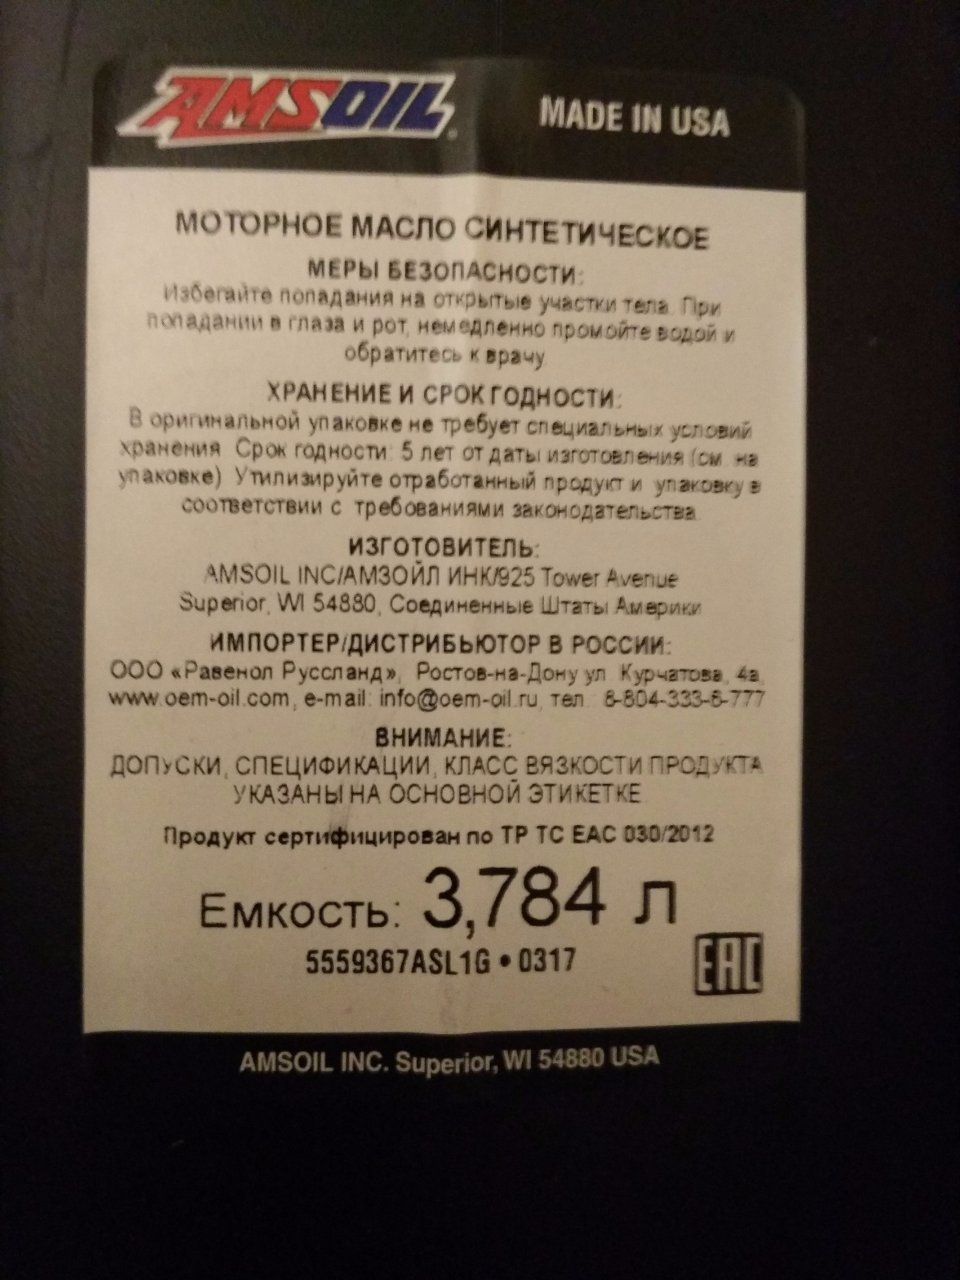 AMSOIL
MADE IN USA
МОТОРНОЕ МАСЛО СИНТЕТИЧЕСКОЕ
МЕРЫ БЕЗОПАСНОСТИ:
Избегайте попадания на открытые участки тела. При
попадании в глаза и рот, немедленно промойте водой и
обратитесь к врачу.
ХРАНЕНИЕ И СРОК ГОДНОСТИ:
В оригинальной упаковке не требует специальных условий
хранения. Срок годности: 5 лет от даты изготовления (см. на
упаковке). Утилизируйте отработанный продукт и упаковку в
соответствии с требованиями законодательства.
ИЗГОТОВИТЕЛЬ:
AMSOIL INC/АМЗОЙЛ ИНК/925 Tower Avenue
Superior, WI 54880, Соединенные Штаты Америки
ИМПОРТЕР/ДИСТРИБЬЮТОР В РОССИИ:
ООО «Равенол Руссланд», Ростов-на-Дону ул. Курчатова, 4а,
www.oem-oil.com, e-mail: info@oem-oil.ru, тел.: 8-804-333-6-777
ВНИМАНИЕ:
ДОПУСКИ, СПЕЦИФИКАЦИИ, КЛАСС ВЯЗКОСТИ ПРОДУКТА
УКАЗАНЫ НА ОСНОВНОЙ ЭТИКЕТКЕ
Продукт сертифицирован по ТР ТС ЕАС 030/2012
Емкость: 3,784 л
5559367ASL1G • 0317
EAC
AMSOIL INC. Superior, WI 54880 USA